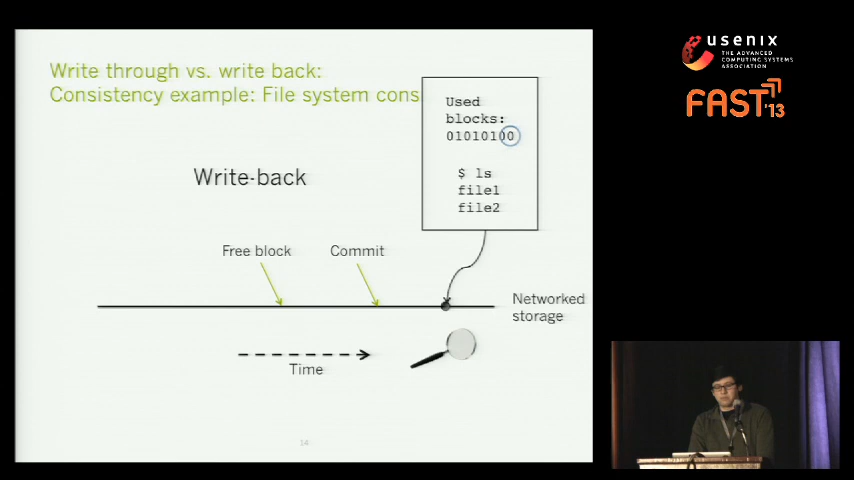 Write through vs. write back:
Consistency example: File system cons
Used
blocks:
01010100
$ ls
file1
file2
Write-back
Free block
Commit
Networked
storage
Time
14
usenix
THE ADVANCED
COMPUTING SYSTEMS
ASSOCIATION
FAST'13